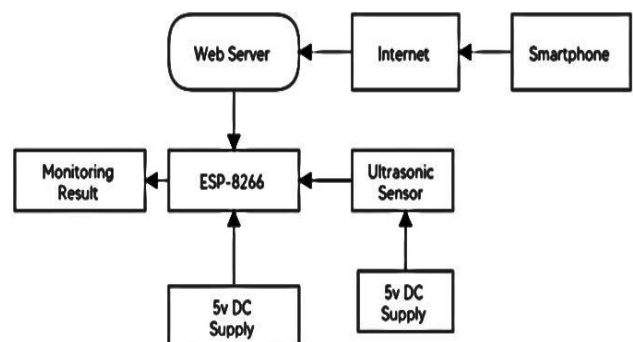 Web Server
Internet
Smartphone
Monitoring
Result
ESP-8266
Ultrasonic
Sensor
5v DC
Supply
5v DC
Supply